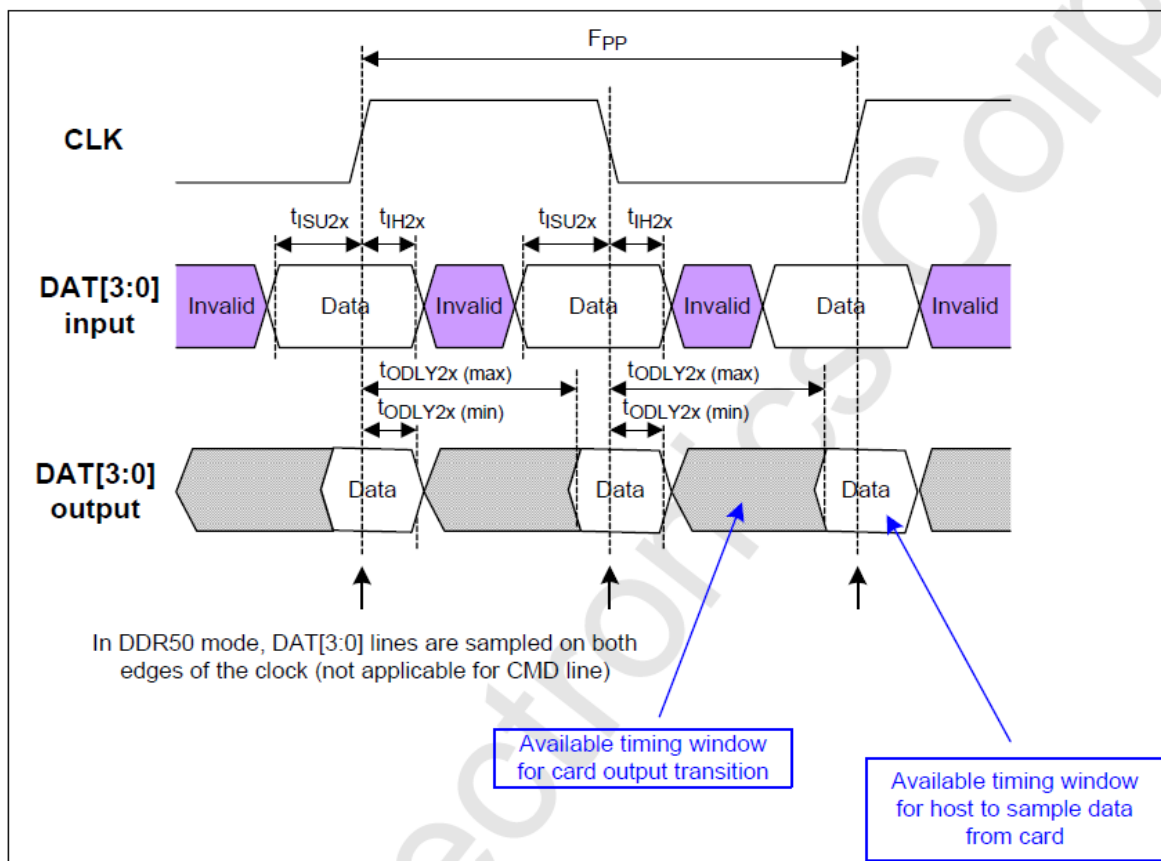 FPP
CLK
tISU2x
tIH2x
tISU2x
tIH2x
DAT[3:0]
input
Invalid
Data
Invalid
Data
Invalid
Data
Invalid
tODLY2x (max)
tODLY2x (max)
tODLY2x (min)
tODLY2x (min)
DAT[3:0]
output
Data
Data
Data
In DDR50 mode, DAT[3:0] lines are sampled on both
edges of the clock (not applicable for CMD line)
Available timing window
for card output transition
Available timing window
for host to sample data
from card